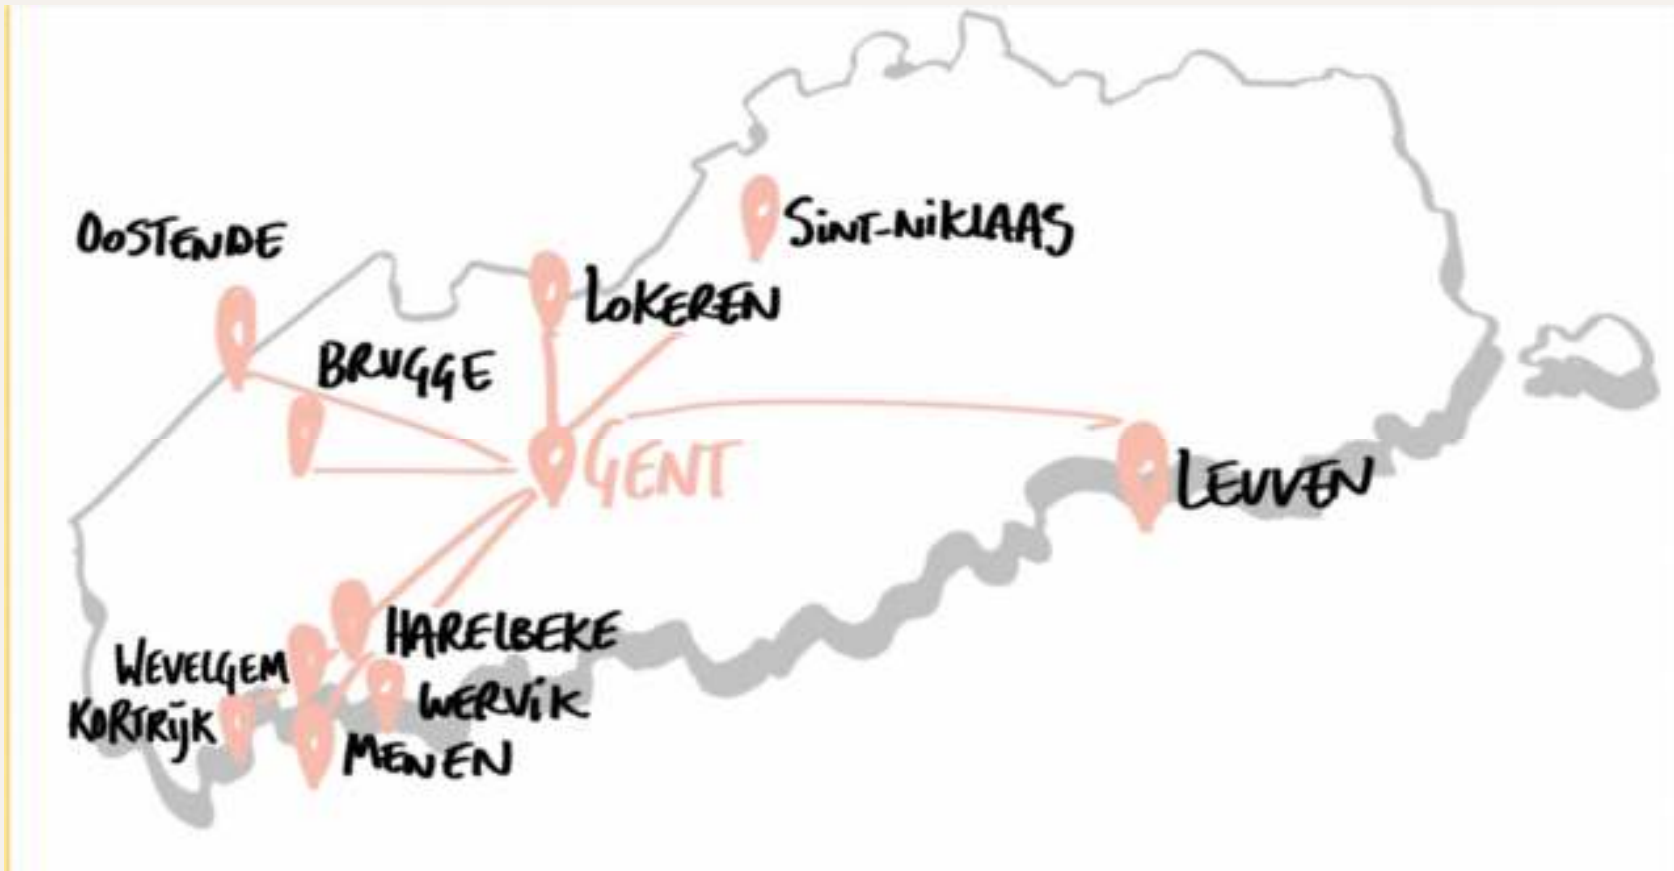 OOSTENDE
SiNT-NiKLAAS
LOKEREN
BRUGGE
GENT
LEUVEN
HARELBEKE
WEVELGEM
WERViK
KORTRijK
MENEN